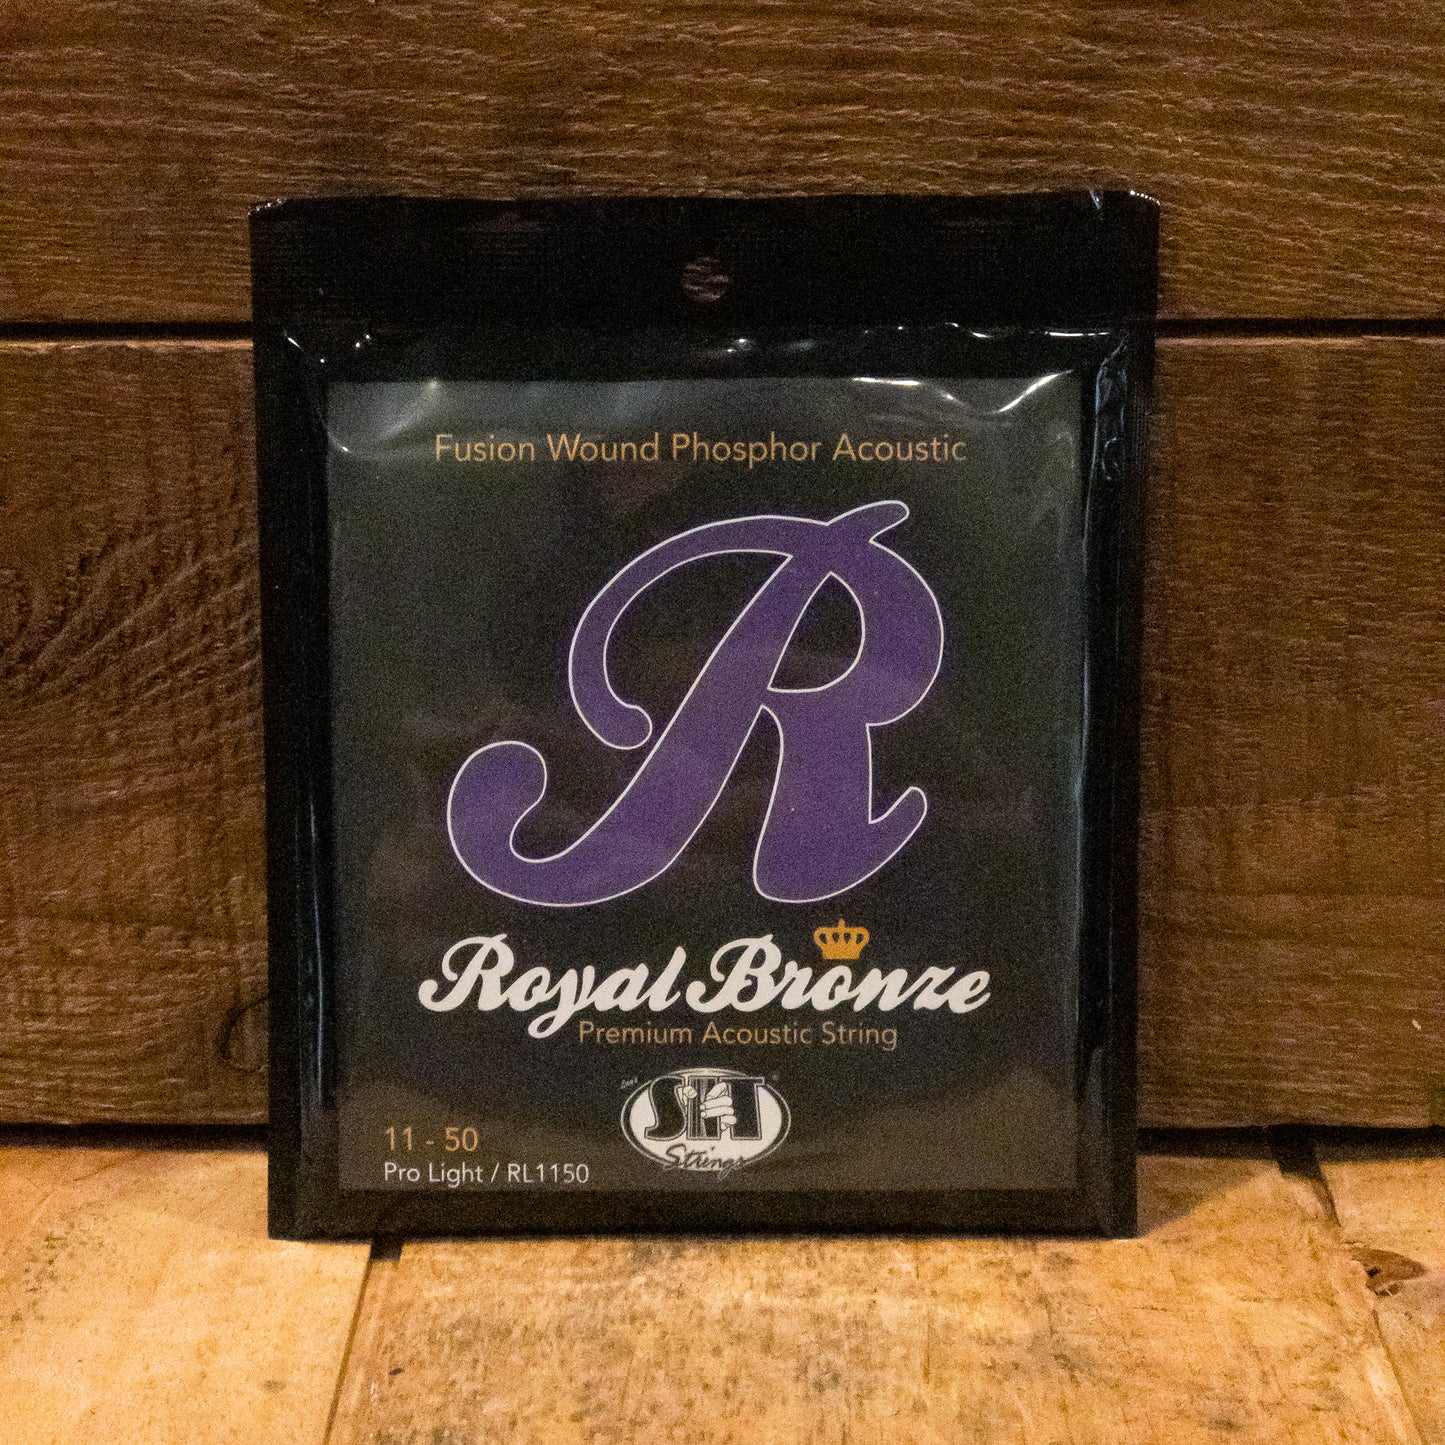 Fusion Wound Phosphor Acoustic
R
Royal Bronze
Premium Acoustic String
SIT
Strings
11 - 50
Pro Light / RL1150